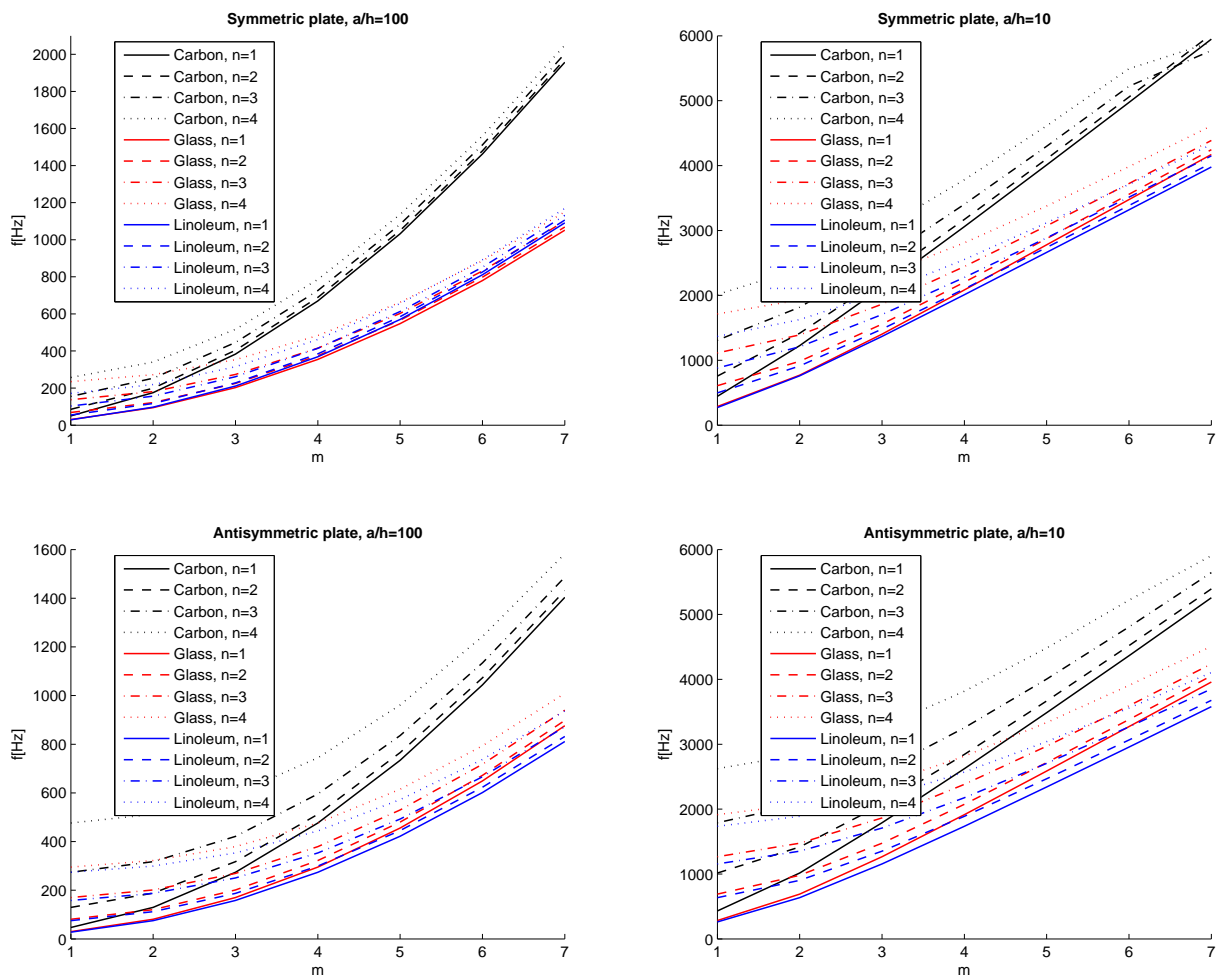 Symmetric plate, a/h=100
2000
1800
1600
1400
1200
1000
800
600
400
200
0
f[Hz]
Carbon, n=1
Carbon, n=2
Carbon, n=3
Carbon, n=4
Glass, n=1
Glass, n=2
Glass, n=3
Glass, n=4
Linoleum, n=1
Linoleum, n=2
Linoleum, n=3
Linoleum, n=4
1 2 3 4 5 6 7
m
Symmetric plate, a/h=10
6000
5000
4000
3000
2000
1000
0
f[Hz]
Carbon, n=1
Carbon, n=2
Carbon, n=3
Carbon, n=4
Glass, n=1
Glass, n=2
Glass, n=3
Glass, n=4
Linoleum, n=1
Linoleum, n=2
Linoleum, n=3
Linoleum, n=4
1 2 3 4 5 6 7
m
Antisymmetric plate, a/h=100
1600
1400
1200
1000
800
600
400
200
0
f[Hz]
Carbon, n=1
Carbon, n=2
Carbon, n=3
Carbon, n=4
Glass, n=1
Glass, n=2
Glass, n=3
Glass, n=4
Linoleum, n=1
Linoleum, n=2
Linoleum, n=3
Linoleum, n=4
1 2 3 4 5 6 7
m
Antisymmetric plate, a/h=10
6000
5000
4000
3000
2000
1000
0
f[Hz]
Carbon, n=1
Carbon, n=2
Carbon, n=3
Carbon, n=4
Glass, n=1
Glass, n=2
Glass, n=3
Glass, n=4
Linoleum, n=1
Linoleum, n=2
Linoleum, n=3
Linoleum, n=4
1 2 3 4 5 6 7
m